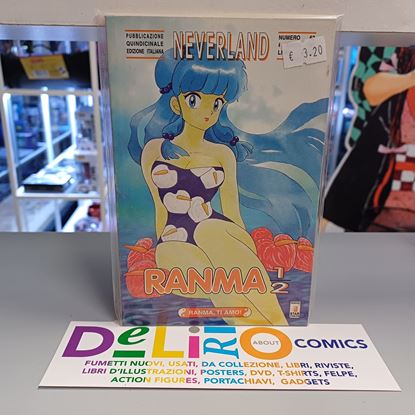 PUBBLICAZIONE
QUINDICINALE
EDIZIONE ITALIANA
NEVERLAND
NUMERO
€ 3.20
RANMA 1/2
RANMA, TI AMO!
STAR
DeLiRiO ABOUT COMICS
FUMETTI NUOVI, USATI, DA COLLEZIONE, LIBRI, RIVISTE,
LIBRI D'ILLUSTRAZIONI, POSTERS, DVD, T-SHIRTS, FELPE,
ACTION FIGURES, PORTACHIAVI, GADGETS